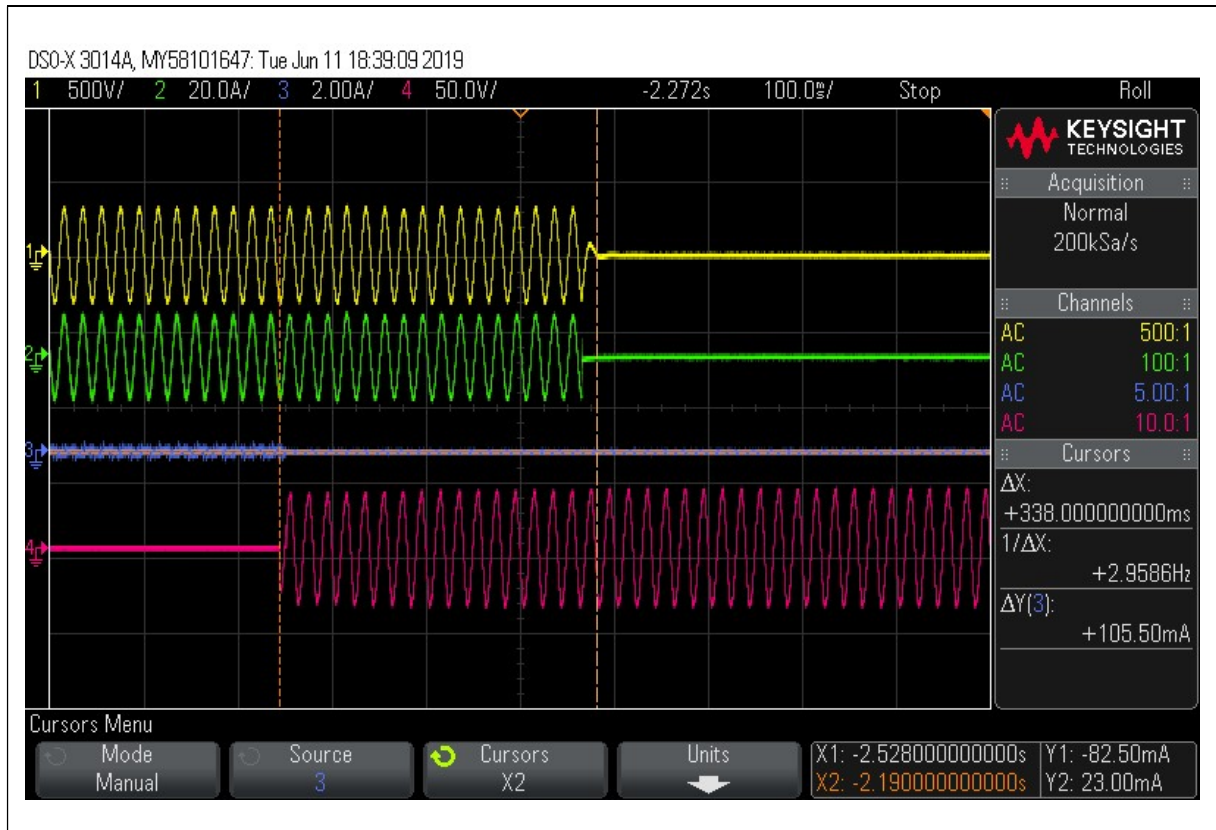 DSO-X 3014A, MY58101647: Tue Jun 11 18:39:09 2019
1 500V/ 2 20.0A/ 3 2.00A/ 4 50.0V/ -2.272s 100.0ms/ Stop Roll
KEYSIGHT
TECHNOLOGIES
Acquisition
Normal
200kSa/s
Channels
AC 500:1
AC 100:1
AC 5.00:1
AC 10.0:1
Cursors
ΔX:
+338.000000000ms
1/ΔX:
+2.9586Hz
ΔY(3):
+105.50mA
1
2
3
4
Cursors Menu
Mode
Manual
Source
3
Cursors
X2
Units
X1: -2.528000000000s Y1: -82.50mA
X2: -2.190000000000s Y2: 23.00mA